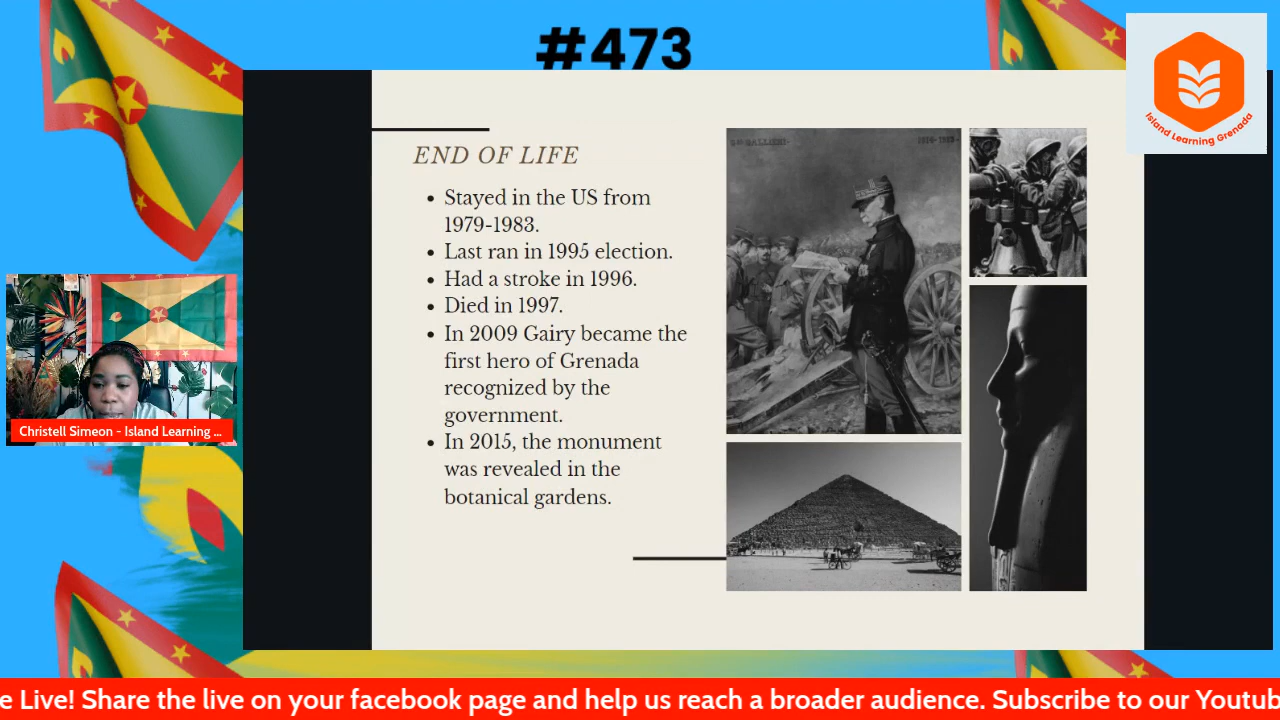 #473
Island Learning Grenada
END OF LIFE
• Stayed in the US from
1979-1983.
• Last ran in 1995 election.
• Had a stroke in 1996.
• Died in 1997.
• In 2009 Gairy became the
first hero of Grenada
recognized by the
government.
• In 2015, the monument
was revealed in the
botanical gardens.
Christell Simeon - Island Learning ...
e Live! Share the live on your facebook page and help us reach a broader audience. Subscribe to our Youtub